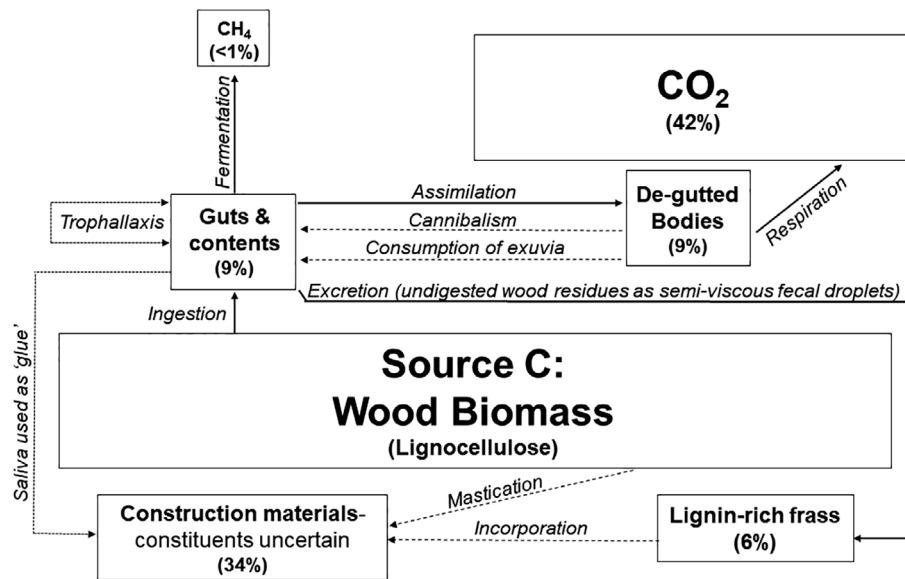 CH₄
(<1%)
CO₂
(42%)
Fermentation
Trophallaxis
Guts &
contents
(9%)
Assimilation
Cannibalism
Consumption of exuvia
De-gutted
Bodies
(9%)
Respiration
Excretion (undigested wood residues as semi-viscous fecal droplets)
Ingestion
Saliva used as 'glue'
Source C:
Wood Biomass
(Lignocellulose)
Mastication
Construction materials-
constituents uncertain
(34%)
Incorporation
Lignin-rich frass
(6%)